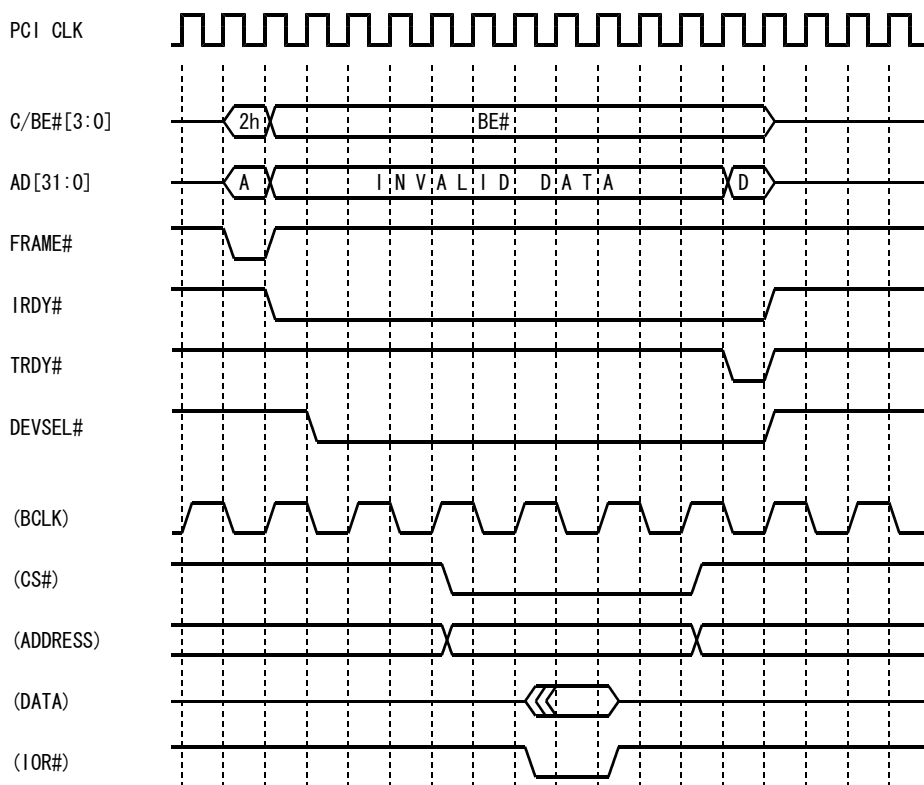 PCI CLK
C/BE#[3:0] 2h BE#
AD[31:0] A INVALID DATA D
FRAME#
IRDY#
TRDY#
DEVSEL#
(BCLK)
(CS#)
(ADDRESS)
(DATA)
(IOR#)